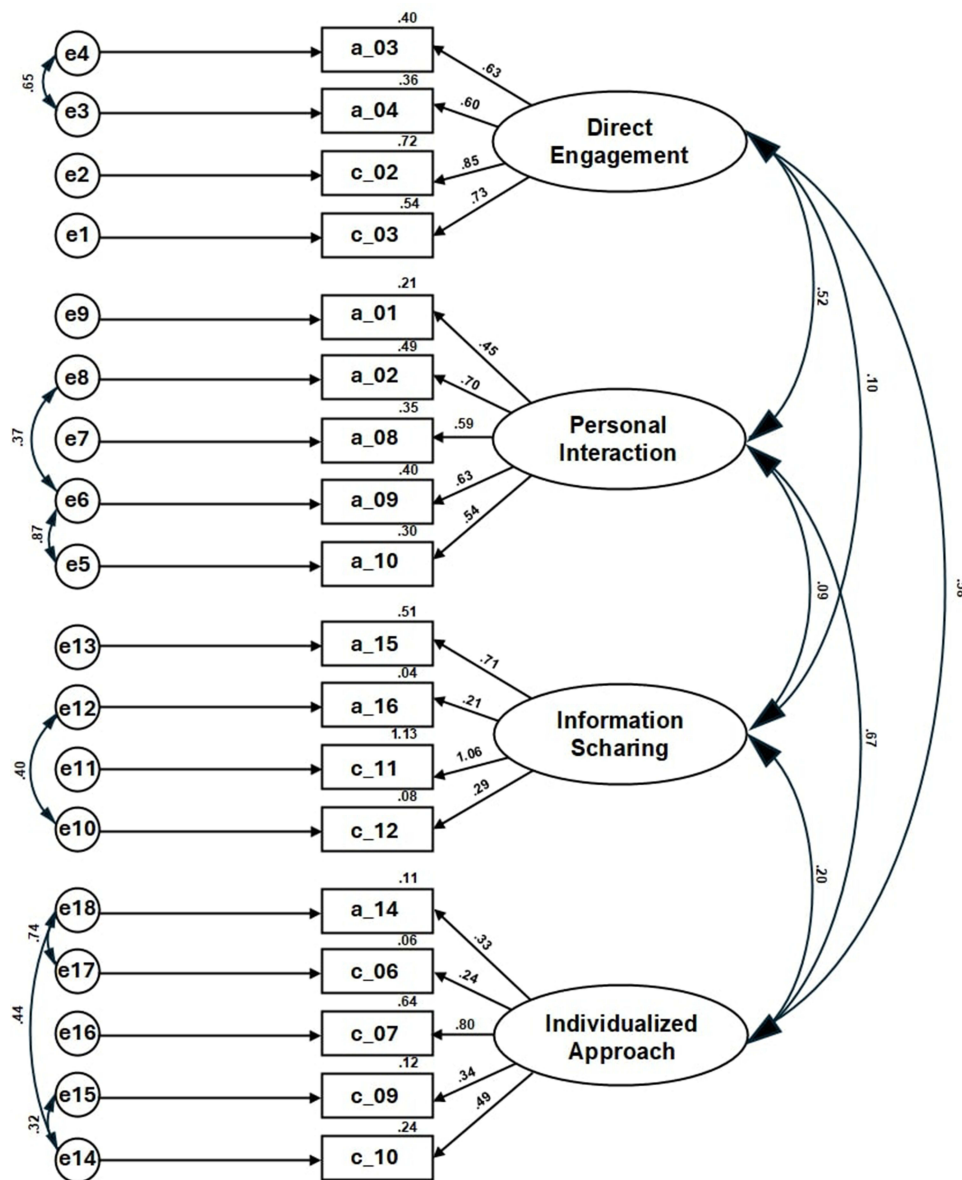 .40
e4
a_03
.63
.65
.36
e3
a_04
.60
Direct
Engagement
.72
e2
c_02
.85
.54
e1
c_03
.73
.52
.21
e9
a_01
.45
.10
.49
e8
a_02
.70
.35
.37
e7
a_08
.59
Personal
Interaction
.40
e6
a_09
.63
.87
.30
e5
a_10
.54
.09
.51
e13
a_15
.71
.04
e12
a_16
.21
Information
Scharing
.67
1.13
.40
e11
c_11
1.06
.08
e10
c_12
.29
.20
.11
e18
a_14
.33
.74
.06
e17
c_06
.24
.44
.64
e16
c_07
.80
Individualized
Approach
.12
e15
c_09
.34
.32
.24
e14
c_10
.49